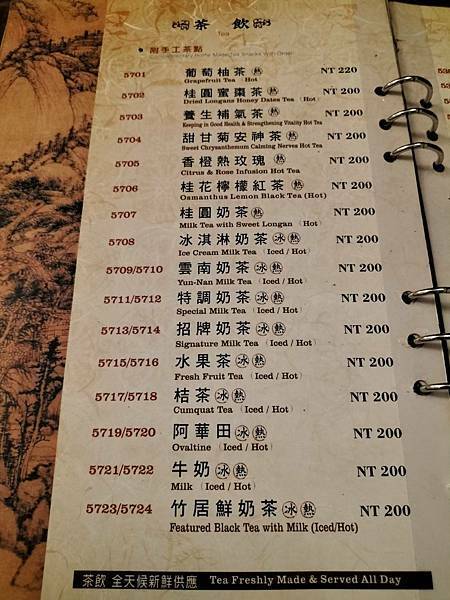 茶 飲
Tea
• 附手工茶點
Complimentary Home Made Tea Snacks With Order
5701 葡萄柚茶 熱 NT 220
Grapefruit Tea (Hot)
5702 桂圓蜜棗茶 熱 NT 200
Dried Longans Honey Dates Tea (Hot)
5703 養生補氣茶 熱 NT 200
Keeping in Good Health & Strengthening Vitality Hot Tea
5704 甜甘菊安神茶 熱 NT 200
Sweet Chrysanthemum Calming Nerves Hot Tea
5705 香橙熱玫瑰 熱 NT 200
Citrus & Rose Infusion Hot Tea
5706 桂花檸檬紅茶 熱 NT 200
Osmanthus Lemon Black Tea (Hot)
5707 桂圓奶茶 熱 NT 200
Milk Tea with Sweet Longan (Hot)
5708 冰淇淋奶茶 冰 熱 NT 200
Ice Cream Milk Tea (Iced / Hot)
5709/5710 雲南奶茶 冰 熱 NT 200
Yun-Nan Milk Tea (Iced / Hot)
5711/5712 特調奶茶 冰 熱 NT 200
Special Milk Tea (Iced / Hot)
5713/5714 招牌奶茶 冰 熱 NT 200
Signature Milk Tea (Iced / Hot)
5715/5716 水果茶 冰 熱 NT 200
Fresh Fruit Tea (Iced / Hot)
5717/5718 桔茶 冰 熱 NT 200
Cumquat Tea (Iced / Hot)
5719/5720 阿華田 冰 熱 NT 200
Ovaltine (Iced / Hot)
5721/5722 牛奶 冰 熱 NT 200
Milk (Iced / Hot)
5723/5724 竹居鮮奶茶 冰 熱 NT 200
Featured Black Tea with Milk (Iced/Hot)
茶飲 全天候新鮮供應 Tea Freshly Made & Served All Day